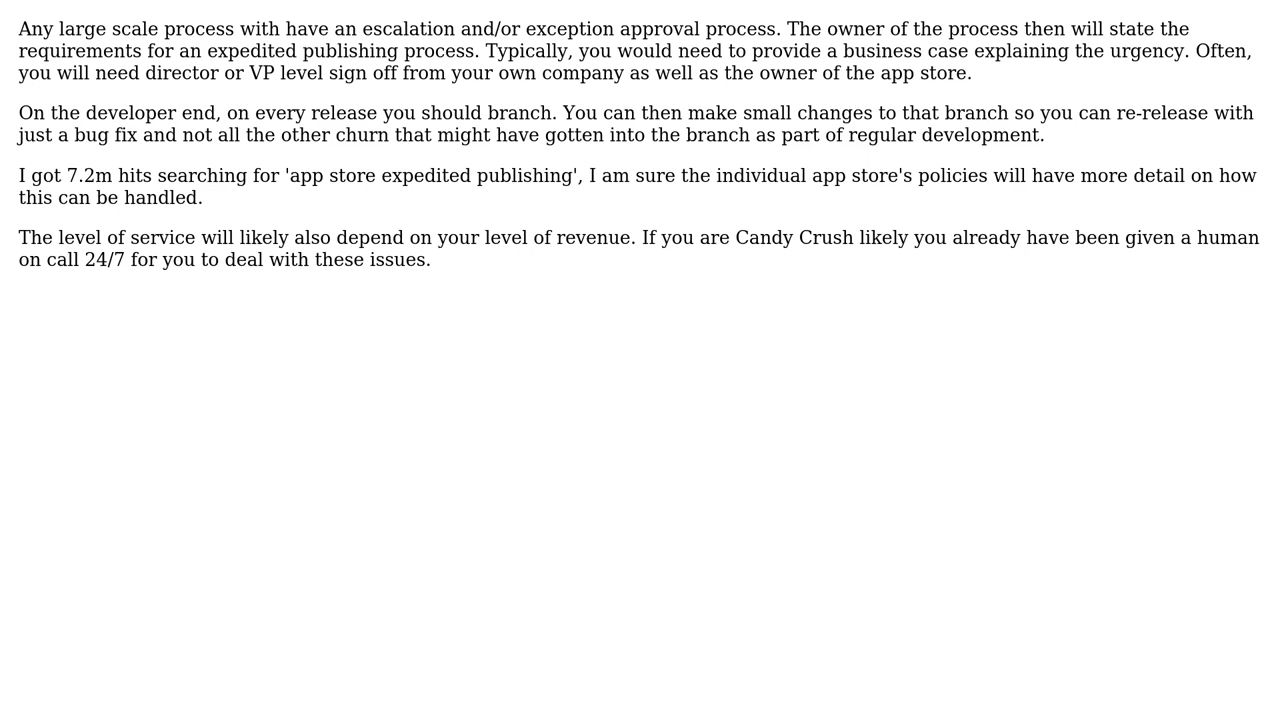 Any large scale process with have an escalation and/or exception approval process. The owner of the process then will state the
requirements for an expedited publishing process. Typically, you would need to provide a business case explaining the urgency. Often,
you will need director or VP level sign off from your own company as well as the owner of the app store.
On the developer end, on every release you should branch. You can then make small changes to that branch so you can re-release with
just a bug fix and not all the other churn that might have gotten into the branch as part of regular development.
I got 7.2m hits searching for 'app store expedited publishing', I am sure the individual app store's policies will have more detail on how
this can be handled.
The level of service will likely also depend on your level of revenue. If you are Candy Crush likely you already have been given a human
on call 24/7 for you to deal with these issues.